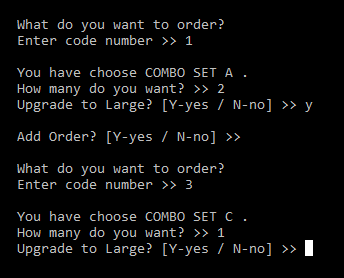 What do you want to order?
Enter code number >> 1
You have choose COMBO SET A .
How many do you want? >> 2
Upgrade to Large? [Y-yes / N-no] >> y
Add Order? [Y-yes / N-no] >>
What do you want to order?
Enter code number >> 3
You have choose COMBO SET C .
How many do you want? >> 1
Upgrade to Large? [Y-yes / N-no] >>